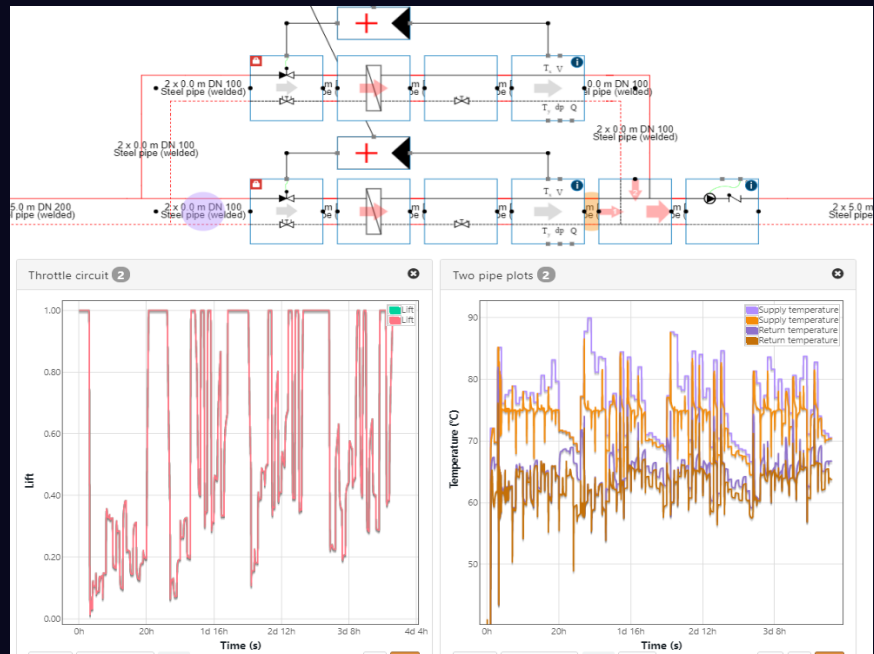 2 x 0.0 m DN 100
Steel pipe (welded)
T V
T dp Q
0.0 m DN 100
Steel pipe (welded)
2 x 0.0 m DN 100
Steel pipe (welded)
2 x 0.0 m DN 100
Steel pipe (welded)
5.0 m DN 200
pipe (welded)
2 x 0.0 m DN 100
Steel pipe (welded)
T V
T dp Q
2 x 5.0 m
Steel pipe
Throttle circuit 2
Lift
Lift
1.00
0.80
0.60
0.40
0.20
0.00
Lift
0h 20h 1d 16h 2d 12h 3d 8h 4d 4h
Time (s)
Two pipe plots 2
Supply temperature
Supply temperature
Return temperature
Return temperature
90
80
70
60
50
Temperature (°C)
0h 20h 1d 16h 2d 12h 3d 8h
Time (s)